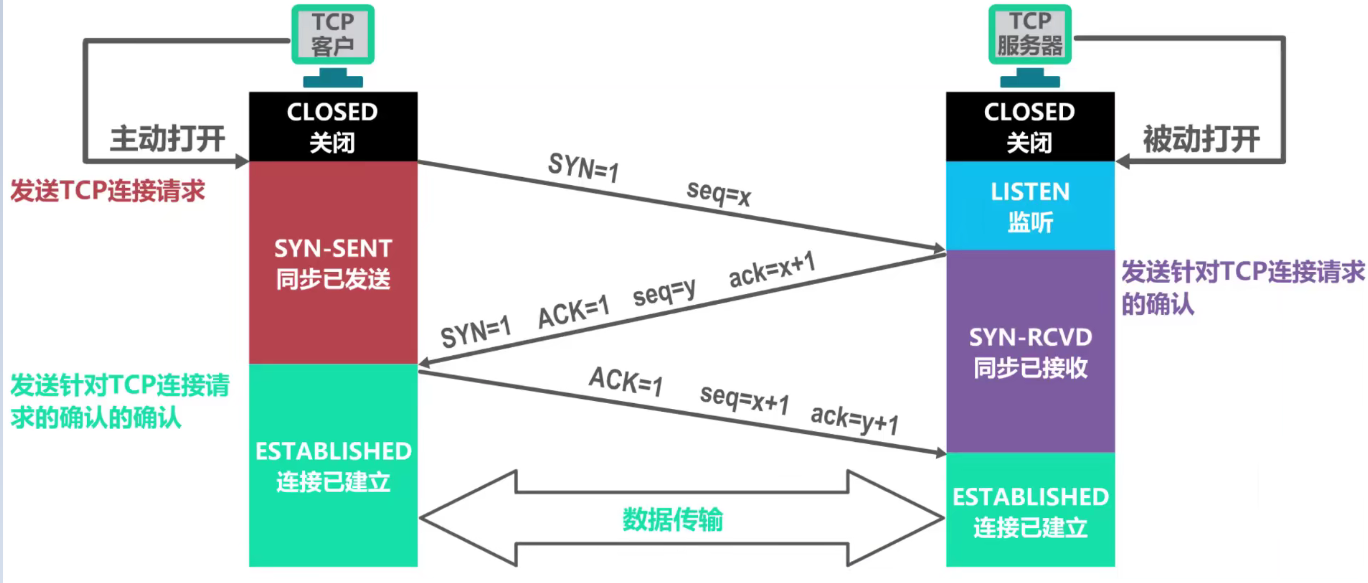 TCP
客户
TCP
服务器
CLOSED
关闭
CLOSED
关闭
主动打开
被动打开
发送TCP连接请求
SYN=1 seq=x
LISTEN
监听
SYN-SENT
同步已发送
SYN=1 ACK=1 seq=y ack=x+1
发送针对TCP连接请求
的确认
SYN-RCVD
同步已接收
发送针对TCP连接请
求的确认的确认
ACK=1 seq=x+1 ack=y+1
ESTABLISHED
连接已建立
数据传输
ESTABLISHED
连接已建立